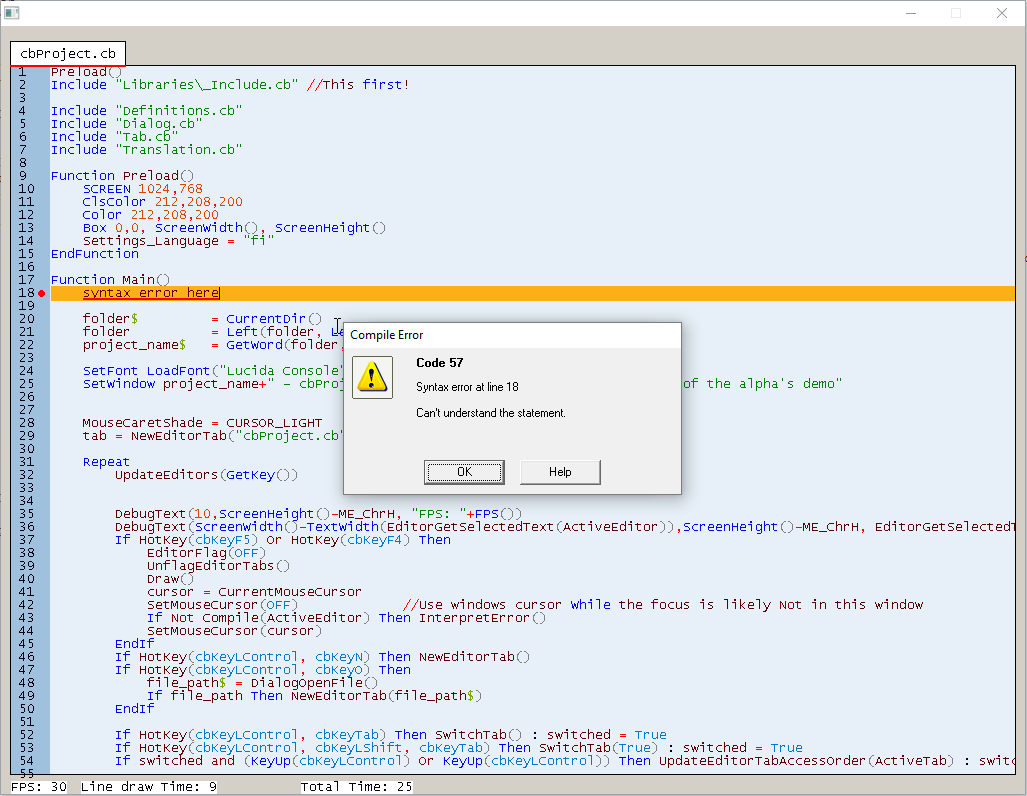 cbProject.cb
1 Preload()
2 Include "Libraries\_Include.cb" //This first!
3
4 Include "Definitions.cb"
5 Include "Dialog.cb"
6 Include "Tab.cb"
7 Include "Translation.cb"
8
9 Function Preload()
10 SCREEN 1024,768
11 ClsColor 212,208,200
12 Color 212,208,200
13 Box 0,0, ScreenWidth(), ScreenHeight()
14 Settings_Language = "fi"
15 EndFunction
16
17 Function Main()
18 syntax error here
19
20 folder$ = CurrentDir()
21 folder = Left(folder,
22 project_name$ = GetWord(folder,
23
24 SetFont LoadFont("Lucida Console"
25 SetWindow project_name+" - cbProj of the alpha's demo"
26
27
28 MouseCaretShade = CURSOR_LIGHT
29 tab = NewEditorTab("cbProject.cb"
30
31 Repeat
32 UpdateEditors(GetKey())
33
34
35 DebugText(10,ScreenHeight()-ME_ChrH, "FPS: "+FPS())
36 DebugText(ScreenWidth()-TextWidth(EditorGetSelectedText(ActiveEditor)),ScreenHeight()-ME_ChrH, EditorGetSelectedT
37 If HotKey(cbKeyF5) Or HotKey(cbKeyF4) Then
38 EditorFlag(OFF)
39 UnflagEditorTabs()
40 Draw()
41 cursor = CurrentMouseCursor
42 SetMouseCursor(OFF) //Use windows cursor While the focus is likely Not in this window
43 If Not Compile(ActiveEditor) Then InterpretError()
44 SetMouseCursor(cursor)
45 EndIf
46 If HotKey(cbKeyLControl, cbKeyN) Then NewEditorTab()
47 If HotKey(cbKeyLControl, cbKeyO) Then
48 file_path$ = DialogOpenFile()
49 If file_path Then NewEditorTab(file_path$)
50 EndIf
51
52 If HotKey(cbKeyLControl, cbKeyTab) Then SwitchTab() : switched = True
53 If HotKey(cbKeyLControl, cbKeyLShift, cbKeyTab) Then SwitchTab(True) : switched = True
54 If switched and (KeyUp(cbKeyLControl) Or KeyUp(cbKeyLControl)) Then UpdateEditorTabAccessOrder(ActiveTab) : switc
55
Compile Error
Code 57
Syntax error at line 18
Can't understand the statement.
OK Help
FPS: 30 Line draw Time: 9 Total Time: 25